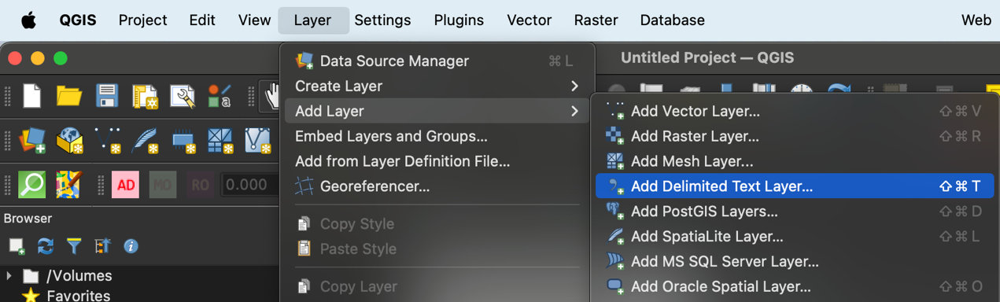 QGIS Project Edit View Layer Settings Plugins Vector Raster Database Web
Untitled Project — QGIS
Data Source Manager ⌘ L
Create Layer
Add Layer
Embed Layers and Groups...
Add from Layer Definition File...
Georeferencer...
Copy Style
Paste Style
Copy Layer
Add Vector Layer... ⇧⌘ V
Add Raster Layer... ⇧⌘ R
Add Mesh Layer...
Add Delimited Text Layer... ⇧⌘ T
Add PostGIS Layers... ⇧⌘ D
Add SpatiaLite Layer... ⇧⌘ L
Add MS SQL Server Layer...
Add Oracle Spatial Layer... ⇧⌘ O
a
AD MO RO 0.000
Browser
/Volumes
Favorites